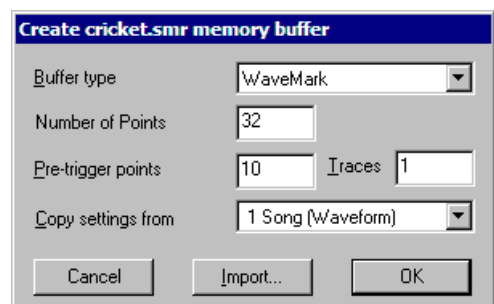 Create cricket.smr memory buffer
Buffer type WaveMark
Number of Points 32
Pre-trigger points 10 Traces 1
Copy settings from 1 Song (Waveform)
Cancel Import... OK